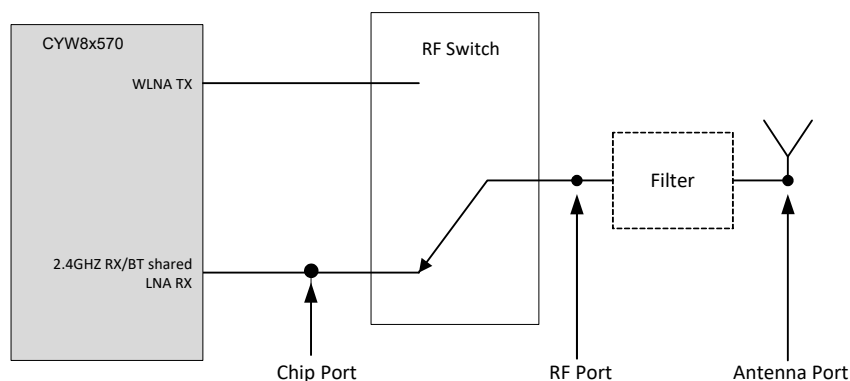 CYW8x570
RF Switch
WLNA TX
Filter
2.4GHZ RX/BT shared
LNA RX
Chip Port
RF Port
Antenna Port